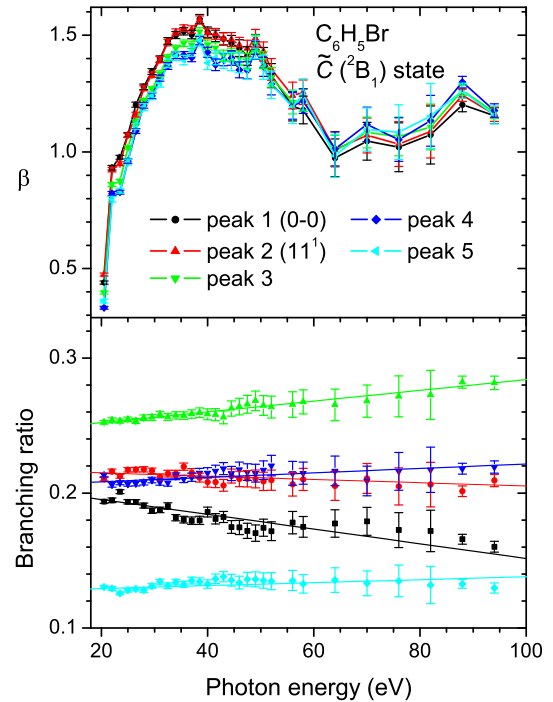 C₆H₅Br
C̃ (²B₁) state
1.5
1.0
0.5
β
peak 1 (0-0)
peak 2 (11¹)
peak 3
peak 4
peak 5
0.3
0.2
0.1
Branching ratio
20 40 60 80 100
Photon energy (eV)